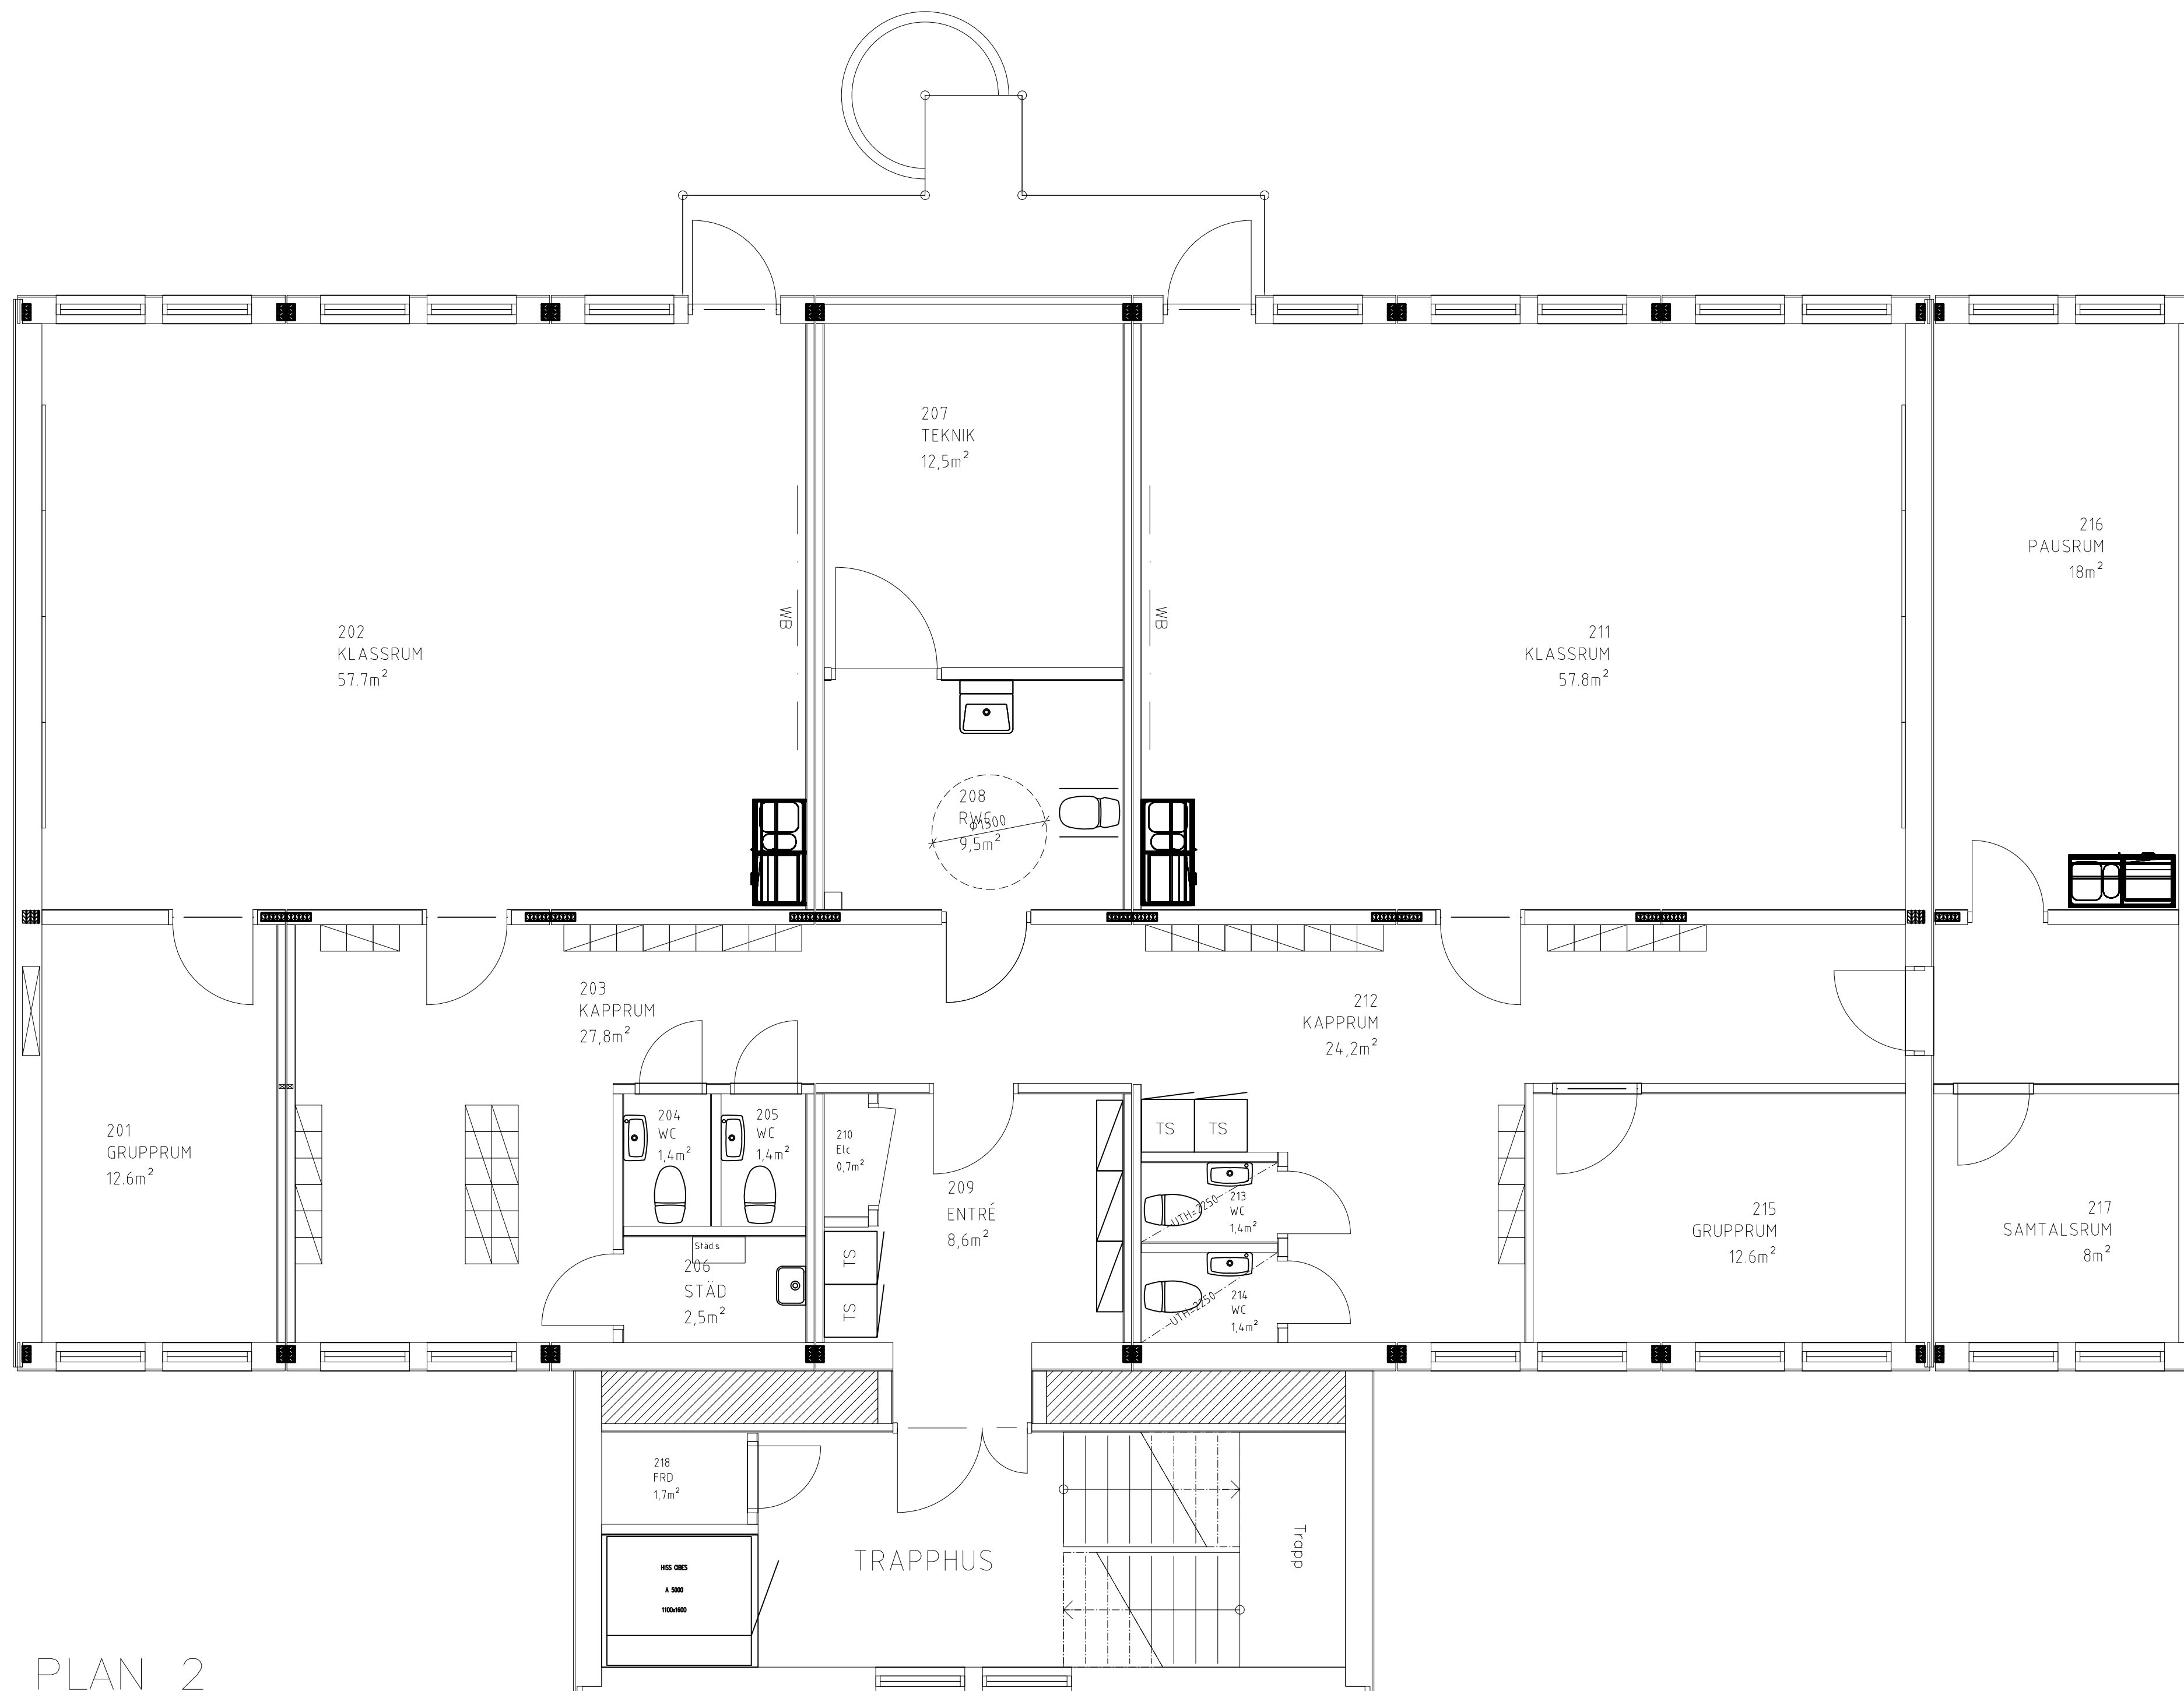 207
TEKNIK
12,5m²
216
PAUSRUM
18m²
202
KLASSRUM
57.7m²
WB
WB
211
KLASSRUM
57.8m²
208
RWC
φ1500
9,5m²
203
KAPPRUM
27,8m²
212
KAPPRUM
24,2m²
201
GRUPPRUM
12.6m²
204
WC
1,4m²
205
WC
1,4m²
210
Elc
0,7m²
209
ENTRÉ
8,6m²
TS
TS
213
WC
1,4m²
UTH=2250
214
WC
1,4m²
UTH=2250
215
GRUPPRUM
12.6m²
217
SAMTALSRUM
8m²
Städ.s
206
STÄD
2,5m²
TS
TS
218
FRD
1,7m²
HISS CIBES
A 5000
1100x1600
TRAPPHUS
Trapp
PLAN 2